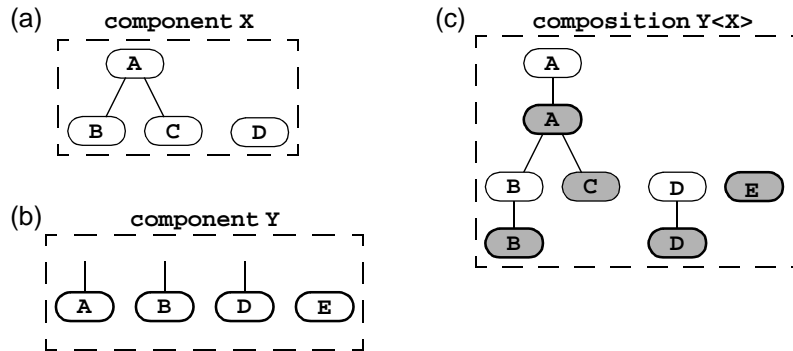 (a)
component X
A
B C D
(b)
component Y
A B D E
(c)
composition Y<X>
A
A
B C D E
B D